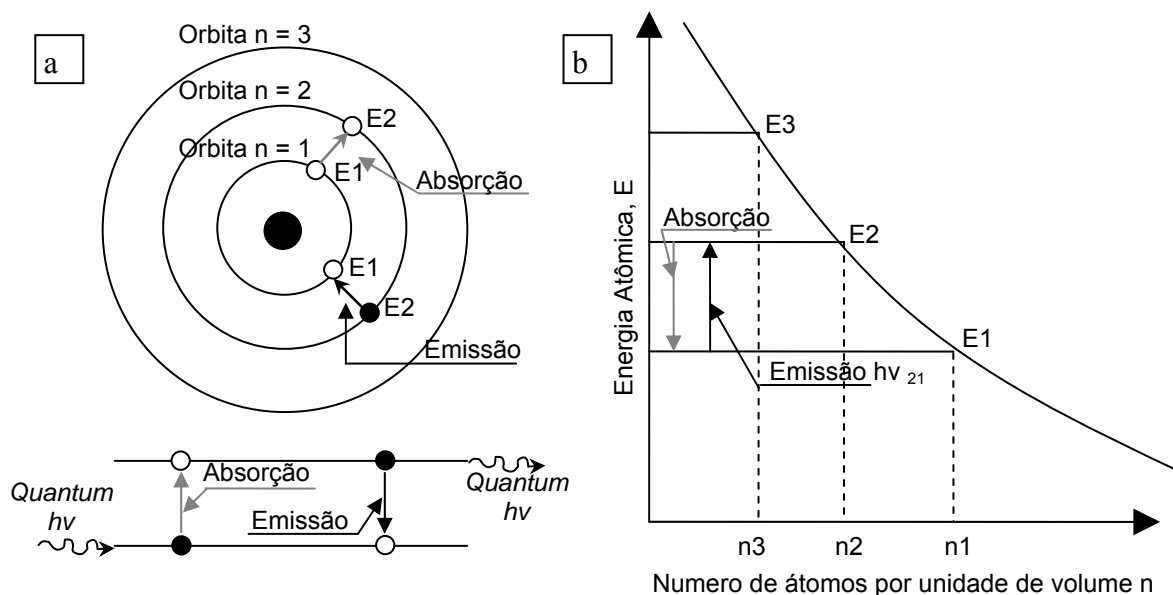 a
Orbita n = 3
Orbita n = 2
Orbita n = 1
E2
E1
Absorção
E1
E2
Emissão
Absorção
Quantum
hv
Emissão
Quantum
hv
b
Energia Atômica, E
E3
Absorção
E2
E1
Emissão hv 21
n3 n2 n1
Numero de átomos por unidade de volume n